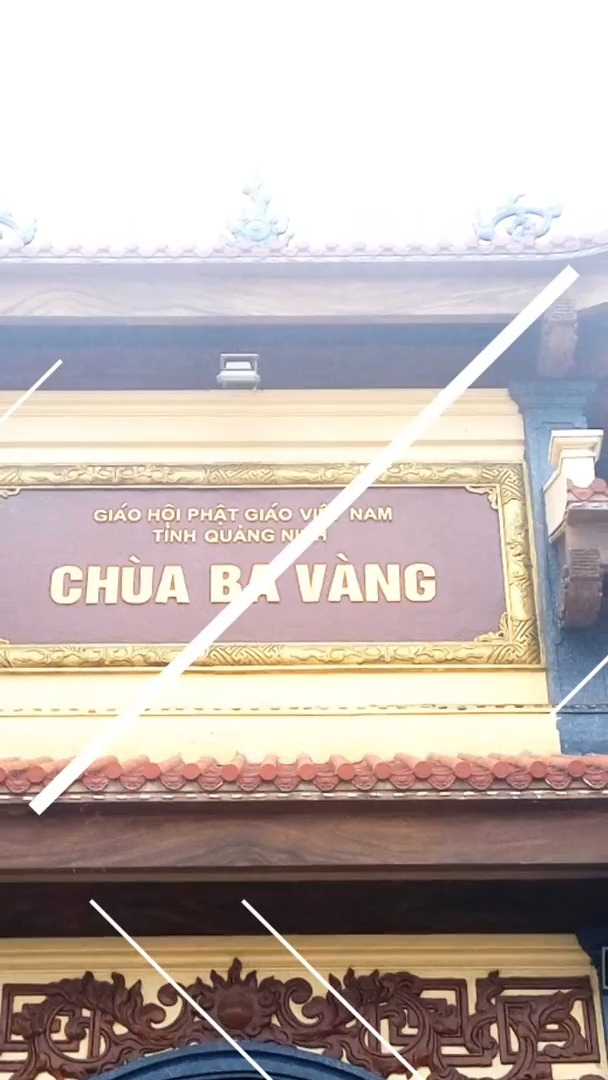 GIÁO HỘI PHẬT GIÁO VIỆT NAM
TỈNH QUẢNG NINH
CHÙA BA VÀNG